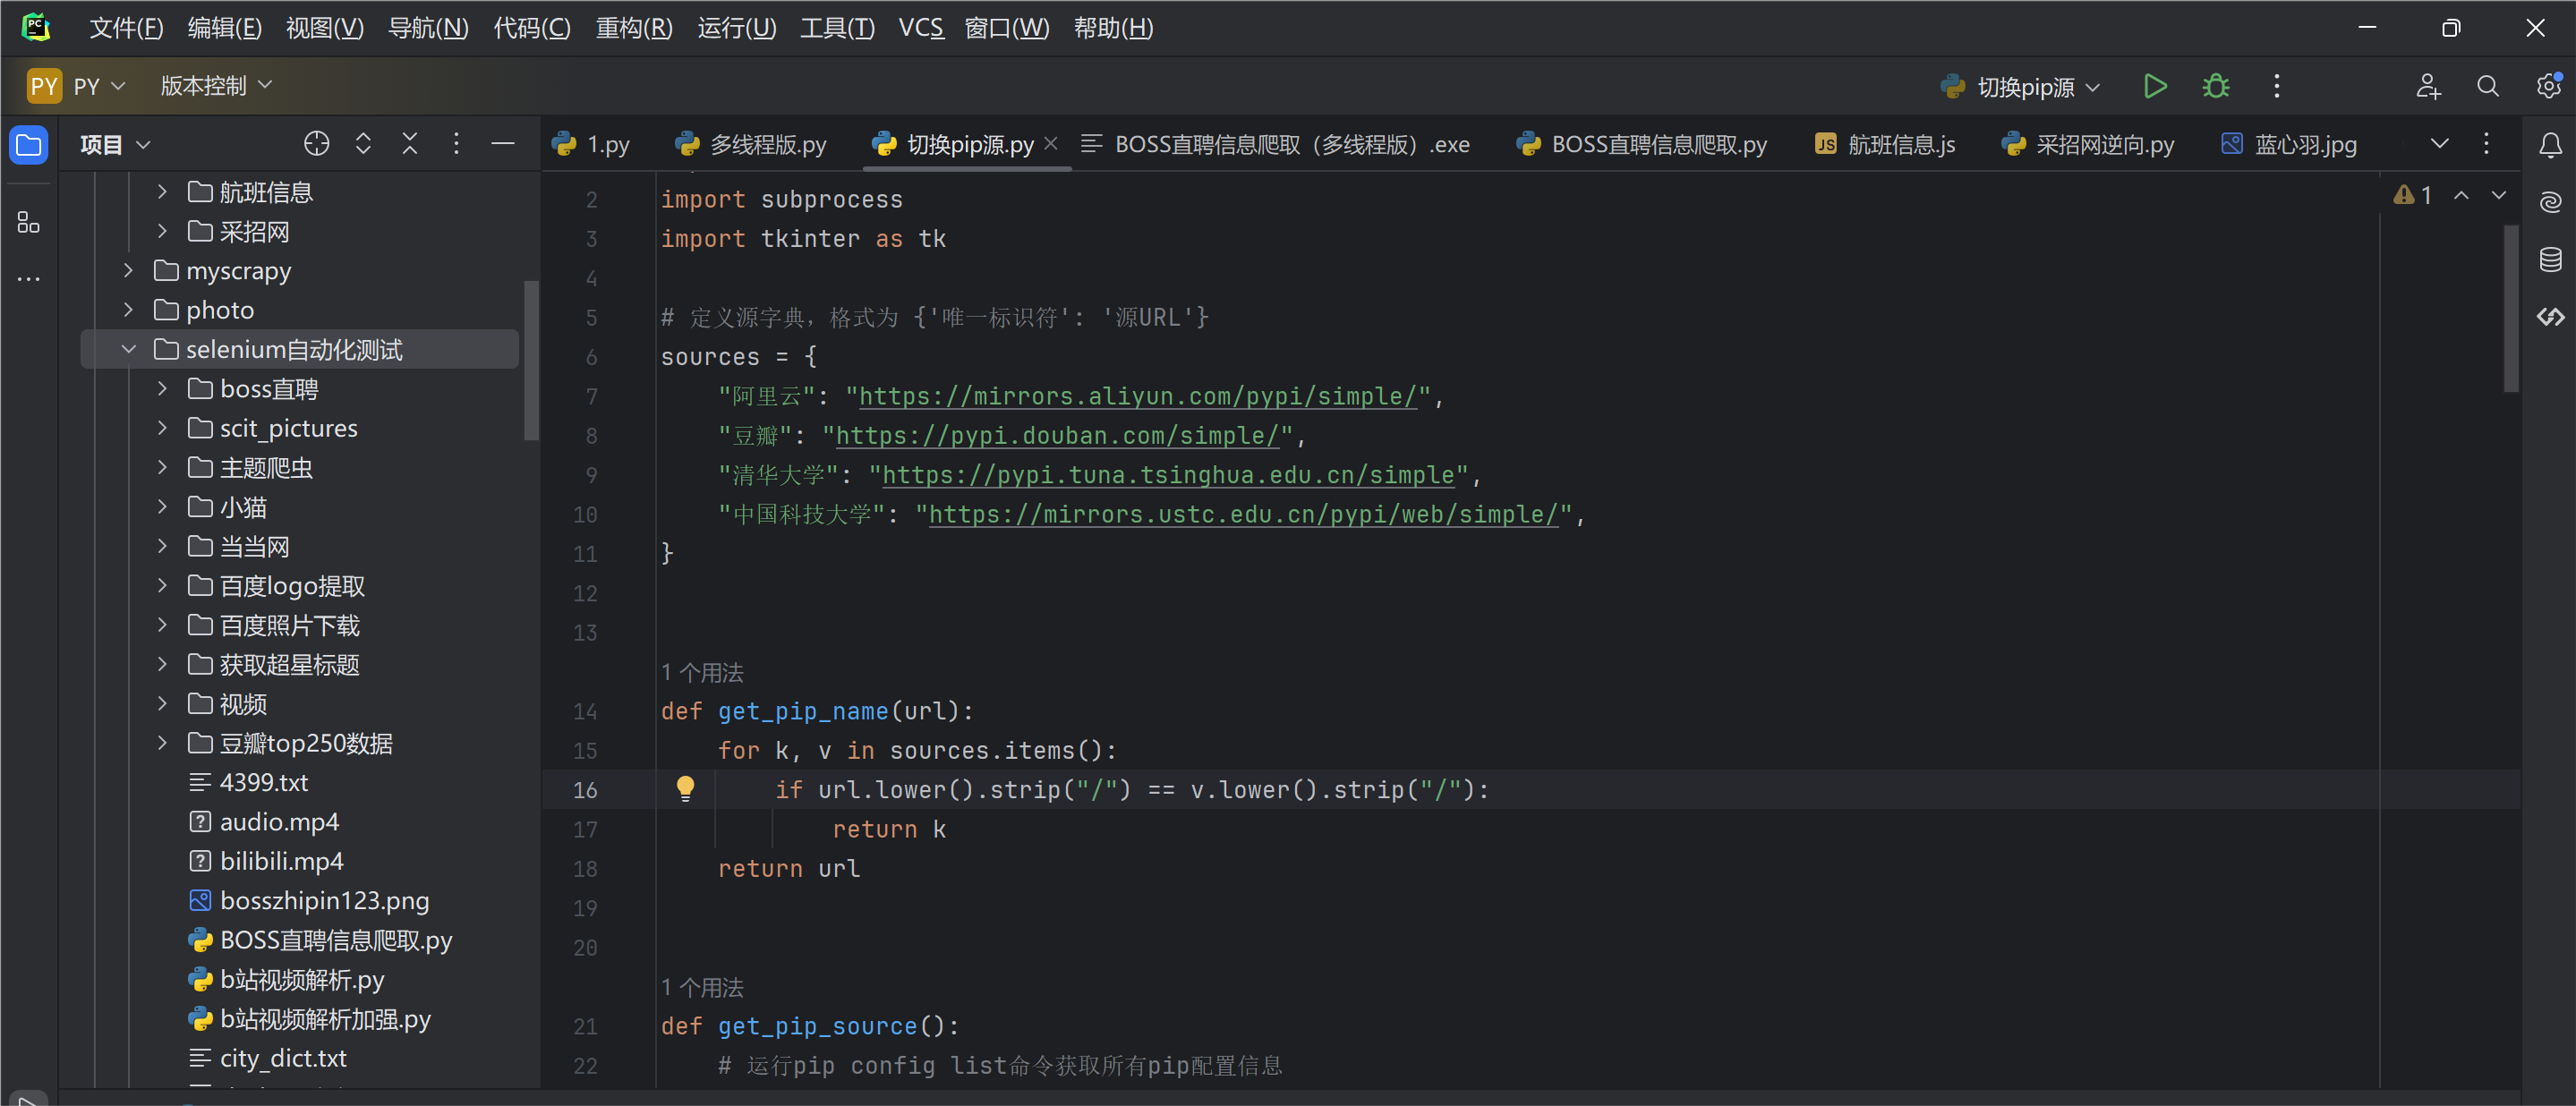 文件(F) 编辑(E) 视图(V) 导航(N) 代码(C) 重构(R) 运行(U) 工具(T) VCS 窗口(W) 帮助(H)
PY PY 版本控制 切换pip源
项目
1.py 多线程版.py 切换pip源.py BOSS直聘信息爬取（多线程版）.exe BOSS直聘信息爬取.py JS 航班信息.js 采招网逆向.py 蓝心羽.jpg
航班信息
采招网
myscrapy
photo
selenium自动化测试
boss直聘
scit_pictures
主题爬虫
小猫
当当网
百度logo提取
百度照片下载
获取超星标题
视频
豆瓣top250数据
4399.txt
audio.mp4
bilibili.mp4
bosszhipin123.png
BOSS直聘信息爬取.py
b站视频解析.py
b站视频解析加强.py
city_dict.txt
1
2 import subprocess
3 import tkinter as tk
4
5 # 定义源字典，格式为 {'唯一标识符': '源URL'}
6 sources = {
7 "阿里云": "https://mirrors.aliyun.com/pypi/simple/",
8 "豆瓣": "https://pypi.douban.com/simple/",
9 "清华大学": "https://pypi.tuna.tsinghua.edu.cn/simple",
10 "中国科技大学": "https://mirrors.ustc.edu.cn/pypi/web/simple/",
11 }
12
13
1 个用法
14 def get_pip_name(url):
15 for k, v in sources.items():
16 if url.lower().strip("/") == v.lower().strip("/"):
17 return k
18 return url
19
20
1 个用法
21 def get_pip_source():
22 # 运行pip config list命令获取所有pip配置信息